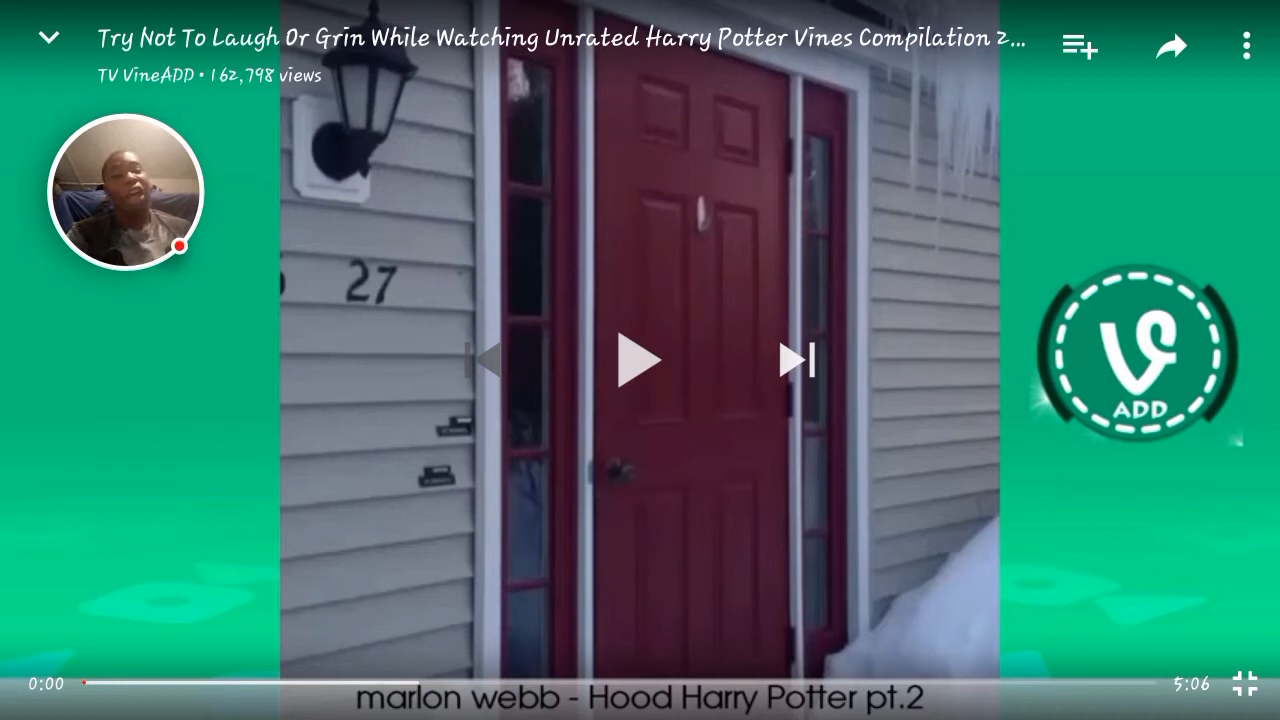 Try Not To Laugh Or Grin While Watching Unrated Harry Potter Vines Compilation 2...
TV VineADD • 162,798 views
27
ADD
0:00
5:06
marlon webb - Hood Harry Potter pt.2